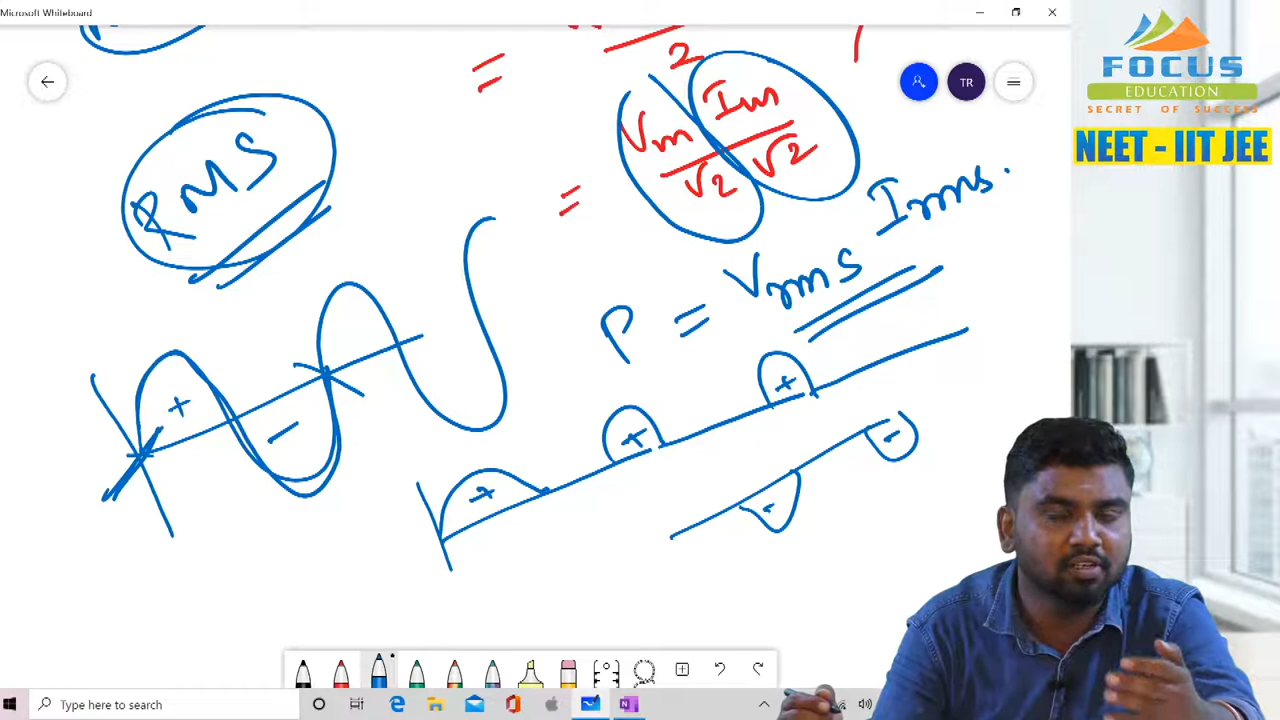 Microsoft Whiteboard
FOCUS
EDUCATION
SECRET OF SUCCESS
NEET - IIT JEE
TR
2
=
Vm Im
√2 √2
=
RMS
Irms.
P = Vrms
+
-
+
+
+
-
-
Type here to search